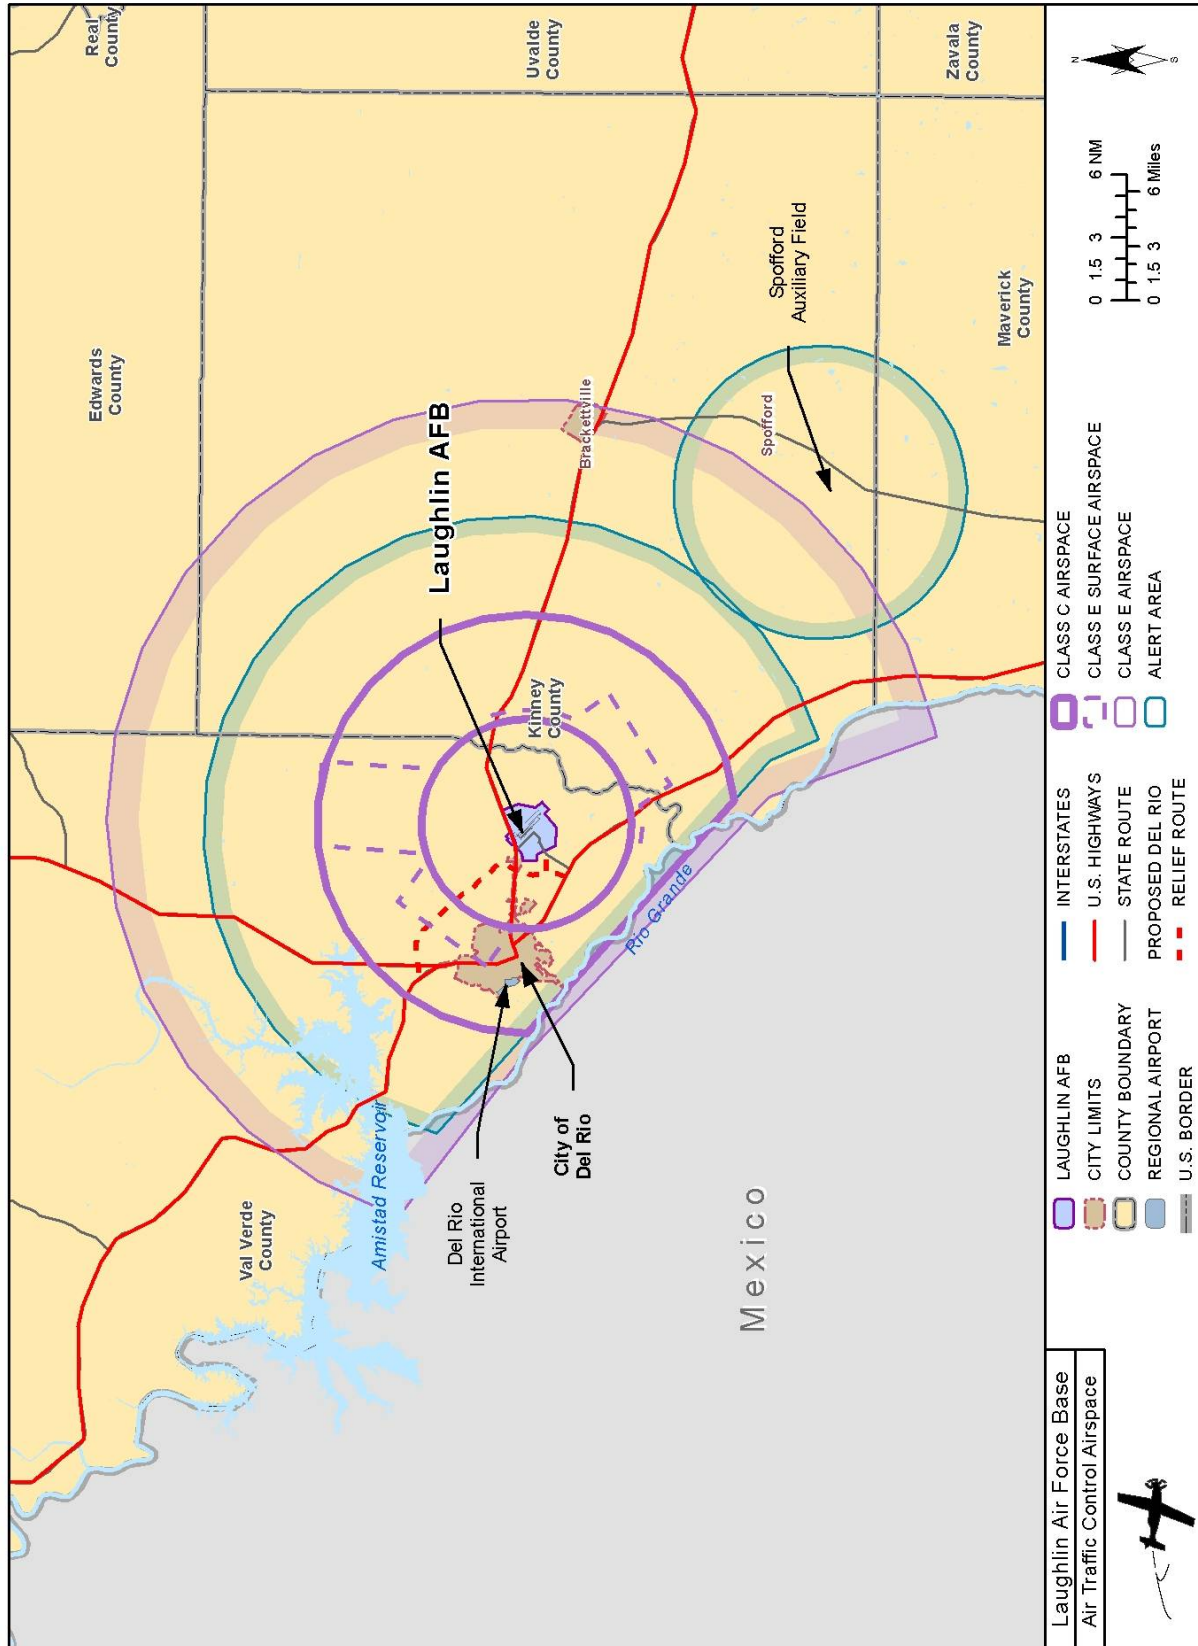 Real
County
Edwards
County
Uvalde
County
Val Verde
County
Amistad Reservoir
Laughlin AFB
Kinney
County
Brackettville
Del Rio
International
Airport
City of
Del Rio
Rio Grande
Spofford
Spofford
Auxiliary Field
Mexico
Zavala
County
Maverick
County
Laughlin Air Force Base
Air Traffic Control Airspace
LAUGHLIN AFB
CITY LIMITS
COUNTY BOUNDARY
REGIONAL AIRPORT
U.S. BORDER
INTERSTATES
U.S. HIGHWAYS
STATE ROUTE
PROPOSED DEL RIO
RELIEF ROUTE
CLASS C AIRSPACE
CLASS E SURFACE AIRSPACE
CLASS E AIRSPACE
ALERT AREA
0 1.5 3 6 NM
0 1.5 3 6 Miles
N
S